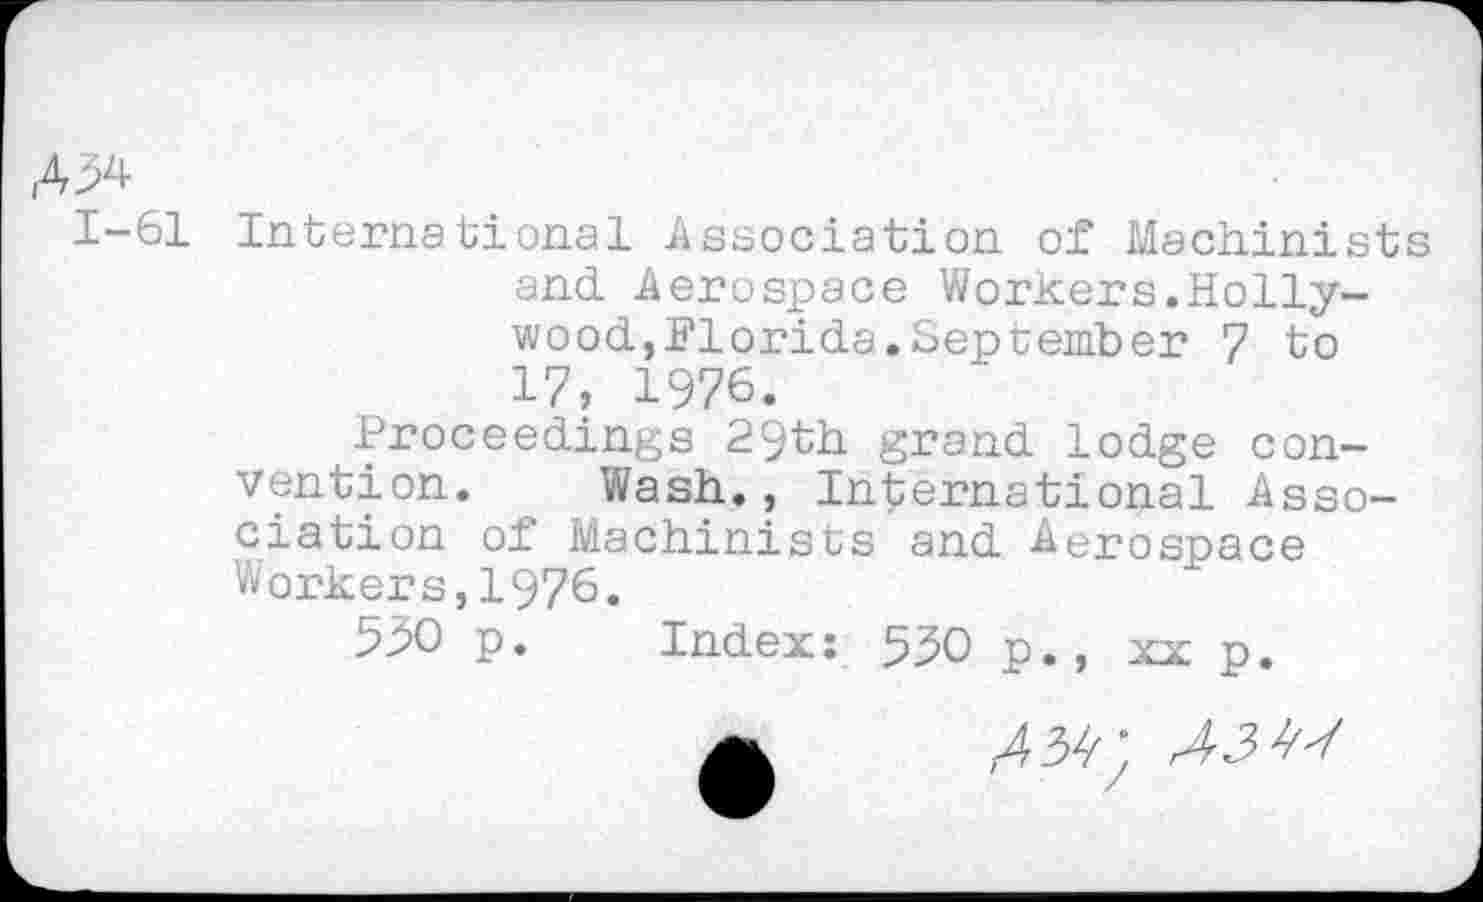 A34
I-61 International Association of Machinists
and Aerospace Workers.Holly-
wood,Florida.September 7 to
17, 1976.
Proceedings 29th grand lodge con-
vention. Wash., International Asso-
ciation of Machinists and Aerospace
Workers,1976.
530 p. Index: 530 p., xx p.
A34; A344